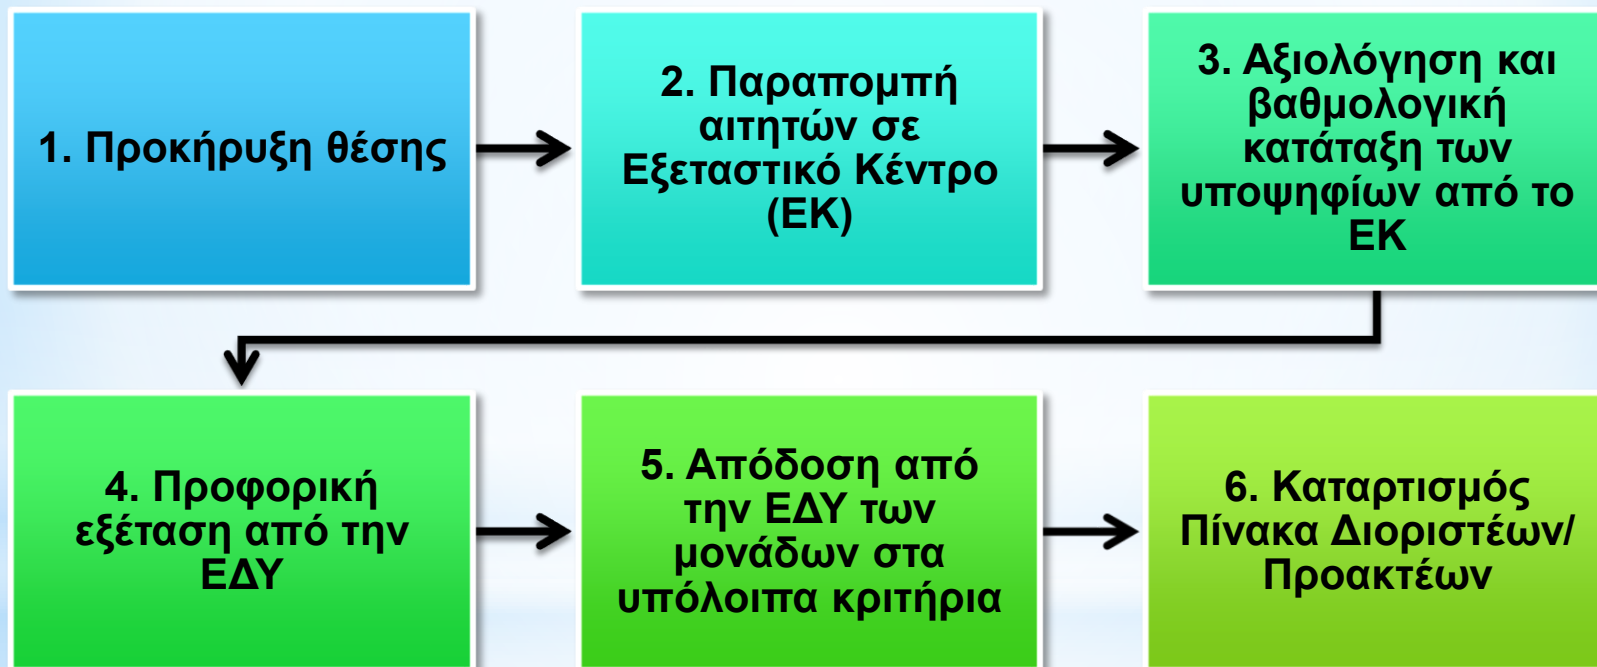 1. Προκήρυξη θέσης
2. Παραπομπή
αιτητών σε
Εξεταστικό Κέντρο
(ΕΚ)
3. Αξιολόγηση και
βαθμολογική
κατάταξη των
υποψηφίων από το
ΕΚ
4. Προφορική
εξέταση από την
ΕΔΥ
5. Απόδοση από
την ΕΔΥ των
μονάδων στα
υπόλοιπα κριτήρια
6. Καταρτισμός
Πίνακα Διοριστέων/
Προακτέων